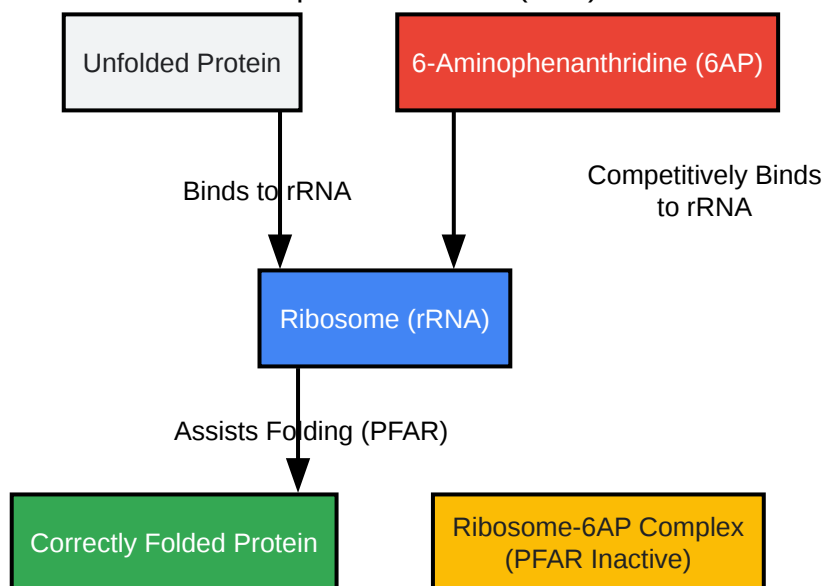 Unfolded Protein
6-Aminophenanthridine (6AP)
Binds to rRNA
Competitively Binds
to rRNA
Ribosome (rRNA)
Assists Folding (PFAR)
Correctly Folded Protein
Ribosome-6AP Complex
(PFAR Inactive)